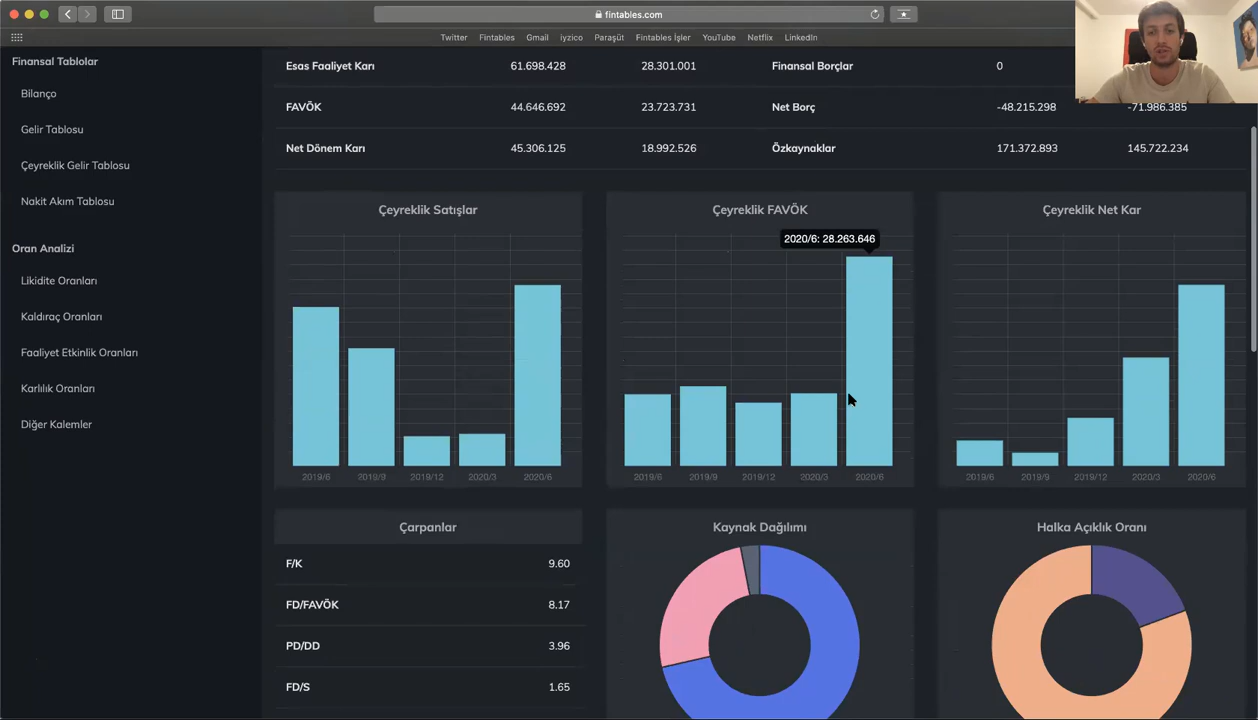 fintables.com
Twitter Fintables Gmail iyzico Paraşüt Fintables İşler YouTube Netflix LinkedIn
Finansal Tablolar
Bilanço
Gelir Tablosu
Çeyreklik Gelir Tablosu
Nakit Akım Tablosu
Oran Analizi
Likidite Oranları
Kaldıraç Oranları
Faaliyet Etkinlik Oranları
Karlılık Oranları
Diğer Kalemler
Esas Faaliyet Karı 61.698.428 28.301.001 Finansal Borçlar 0
FAVÖK 44.646.692 23.723.731 Net Borç -48.215.298 -71.986.385
Net Dönem Karı 45.306.125 18.992.526 Özkaynaklar 171.372.893 145.722.234
Çeyreklik Satışlar
2019/6 2019/9 2019/12 2020/3 2020/6
Çeyreklik FAVÖK
2020/6: 28.263.646
2019/6 2019/9 2019/12 2020/3 2020/6
Çeyreklik Net Kar
2019/6 2019/9 2019/12 2020/3 2020/6
Çarpanlar
F/K 9.60
FD/FAVÖK 8.17
PD/DD 3.96
FD/S 1.65
Kaynak Dağılımı
Halka Açıklık Oranı